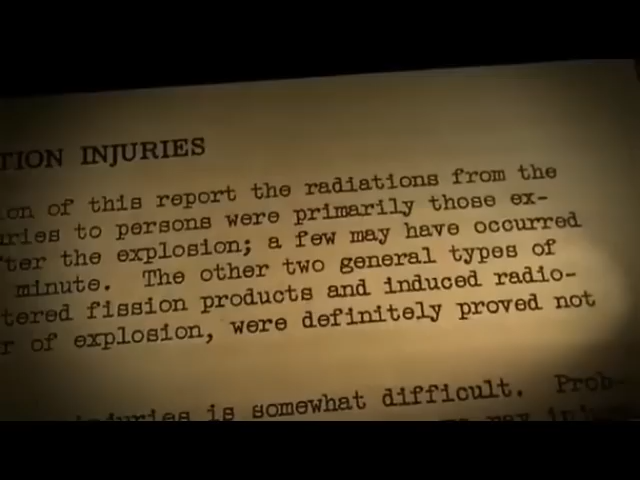 TION INJURIES
on of this report the radiations from the
uries to persons were primarily those ex-
ter the explosion; a few may have occurred
minute. The other two general types of
tered fission products and induced radio-
r of explosion, were definitely proved not
injuries is somewhat difficult. Prob-